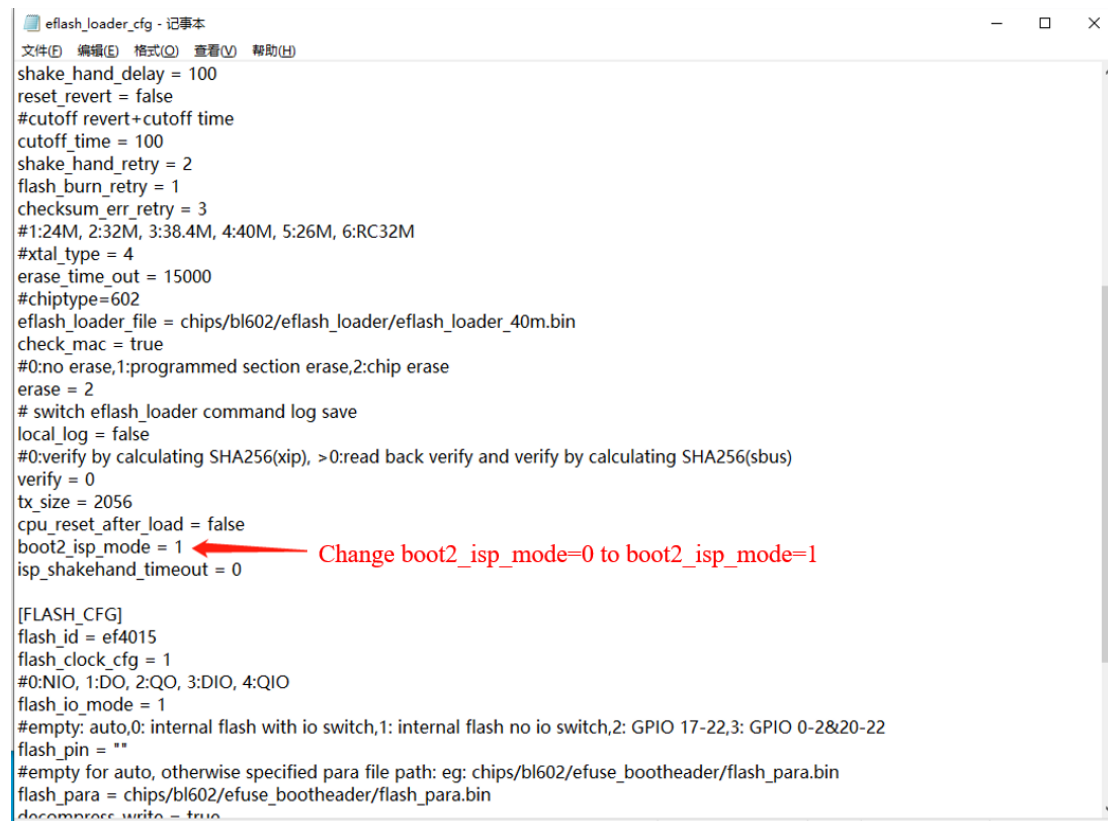 eflash_loader_cfg - 记事本
文件(F) 编辑(E) 格式(O) 查看(V) 帮助(H)
shake_hand_delay = 100
reset_revert = false
#cutoff revert+cutoff time
cutoff_time = 100
shake_hand_retry = 2
flash_burn_retry = 1
checksum_err_retry = 3
#1:24M, 2:32M, 3:38.4M, 4:40M, 5:26M, 6:RC32M
#xtal_type = 4
erase_time_out = 15000
#chiptype=602
eflash_loader_file = chips/bl602/eflash_loader/eflash_loader_40m.bin
check_mac = true
#0:no erase,1:programmed section erase,2:chip erase
erase = 2
# switch eflash_loader command log save
local_log = false
#0:verify by calculating SHA256(xip), >0:read back verify and verify by calculating SHA256(sbus)
verify = 0
tx_size = 2056
cpu_reset_after_load = false
boot2_isp_mode = 1
Change boot2_isp_mode=0 to boot2_isp_mode=1
isp_shakehand_timeout = 0
[FLASH_CFG]
flash_id = ef4015
flash_clock_cfg = 1
#0:NIO, 1:DO, 2:QO, 3:DIO, 4:QIO
flash_io_mode = 1
#empty: auto,0: internal flash with io switch,1: internal flash no io switch,2: GPIO 17-22,3: GPIO 0-2&20-22
flash_pin = ""
#empty for auto, otherwise specified para file path: eg: chips/bl602/efuse_bootheader/flash_para.bin
flash_para = chips/bl602/efuse_bootheader/flash_para.bin
decompress_write = true